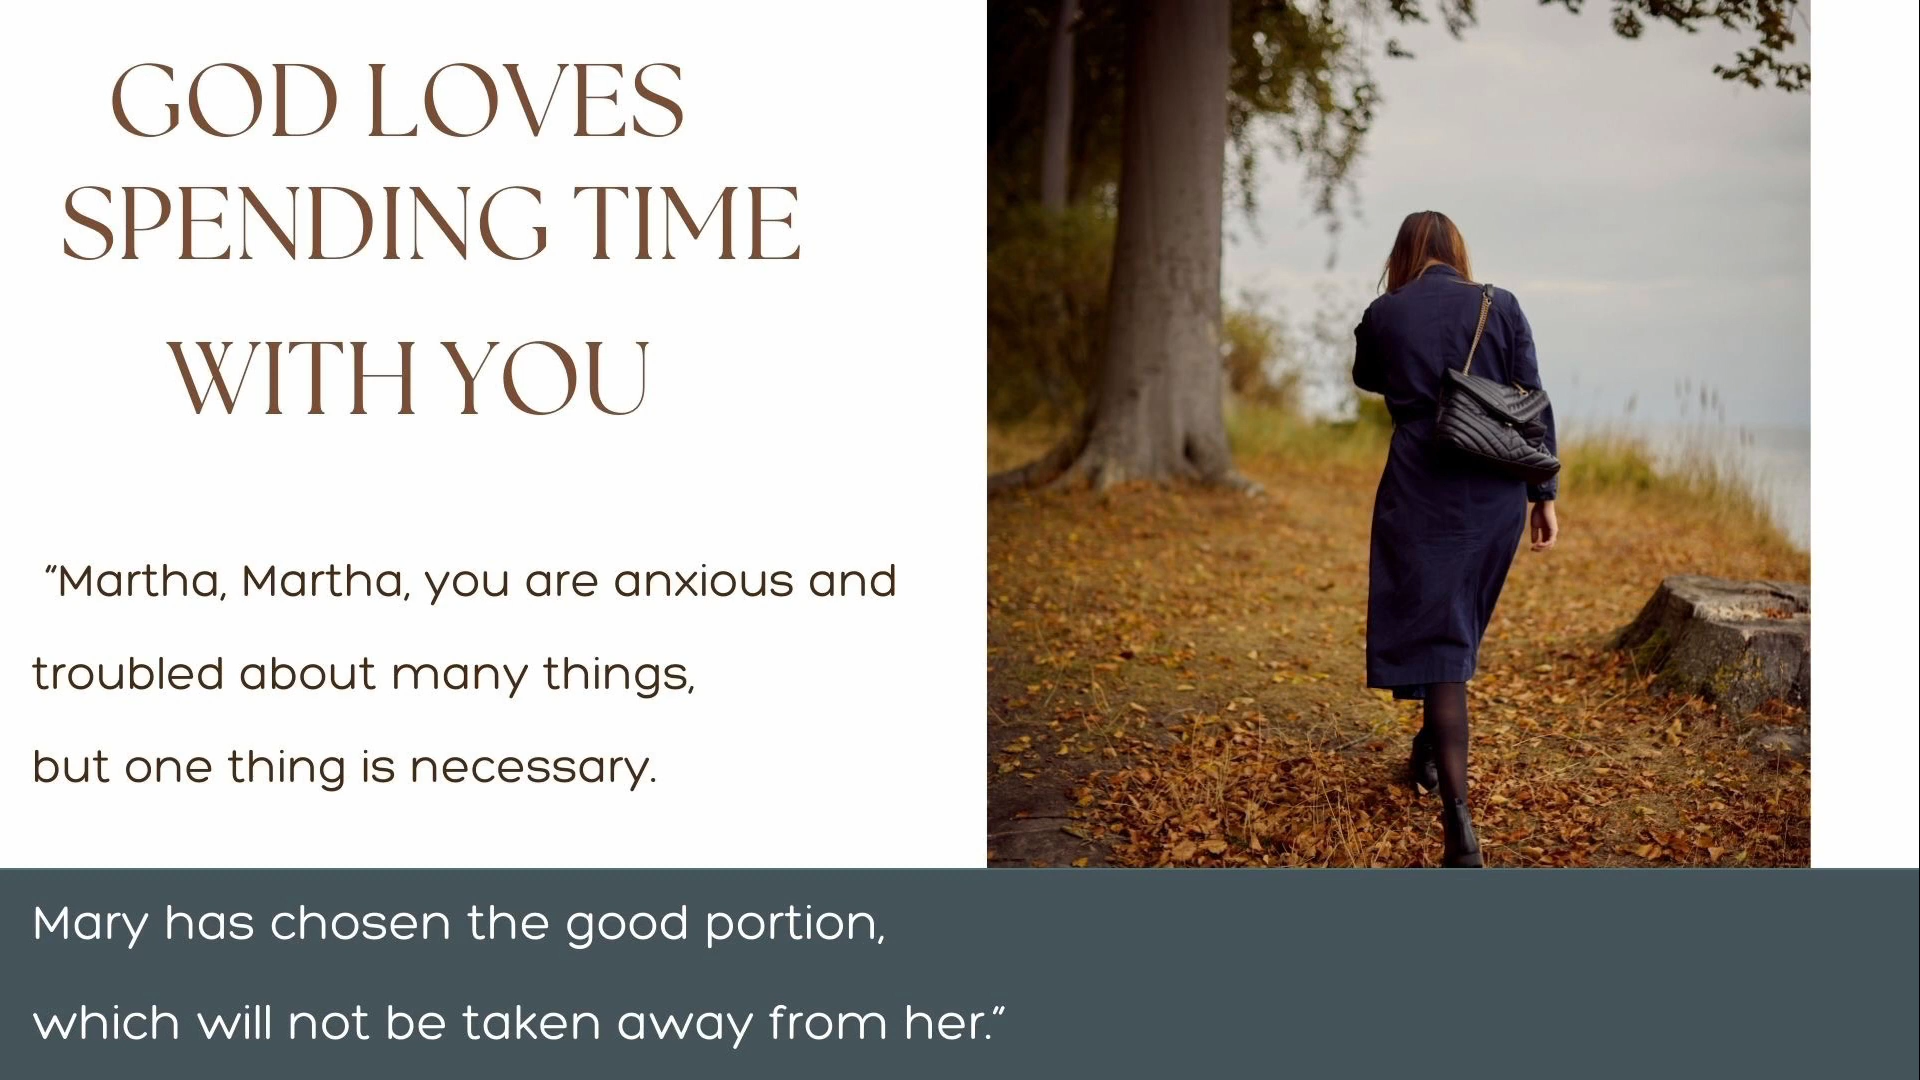 GOD LOVES
SPENDING TIME
WITH YOU
“Martha, Martha, you are anxious and
troubled about many things,
but one thing is necessary.
Mary has chosen the good portion,
which will not be taken away from her.”